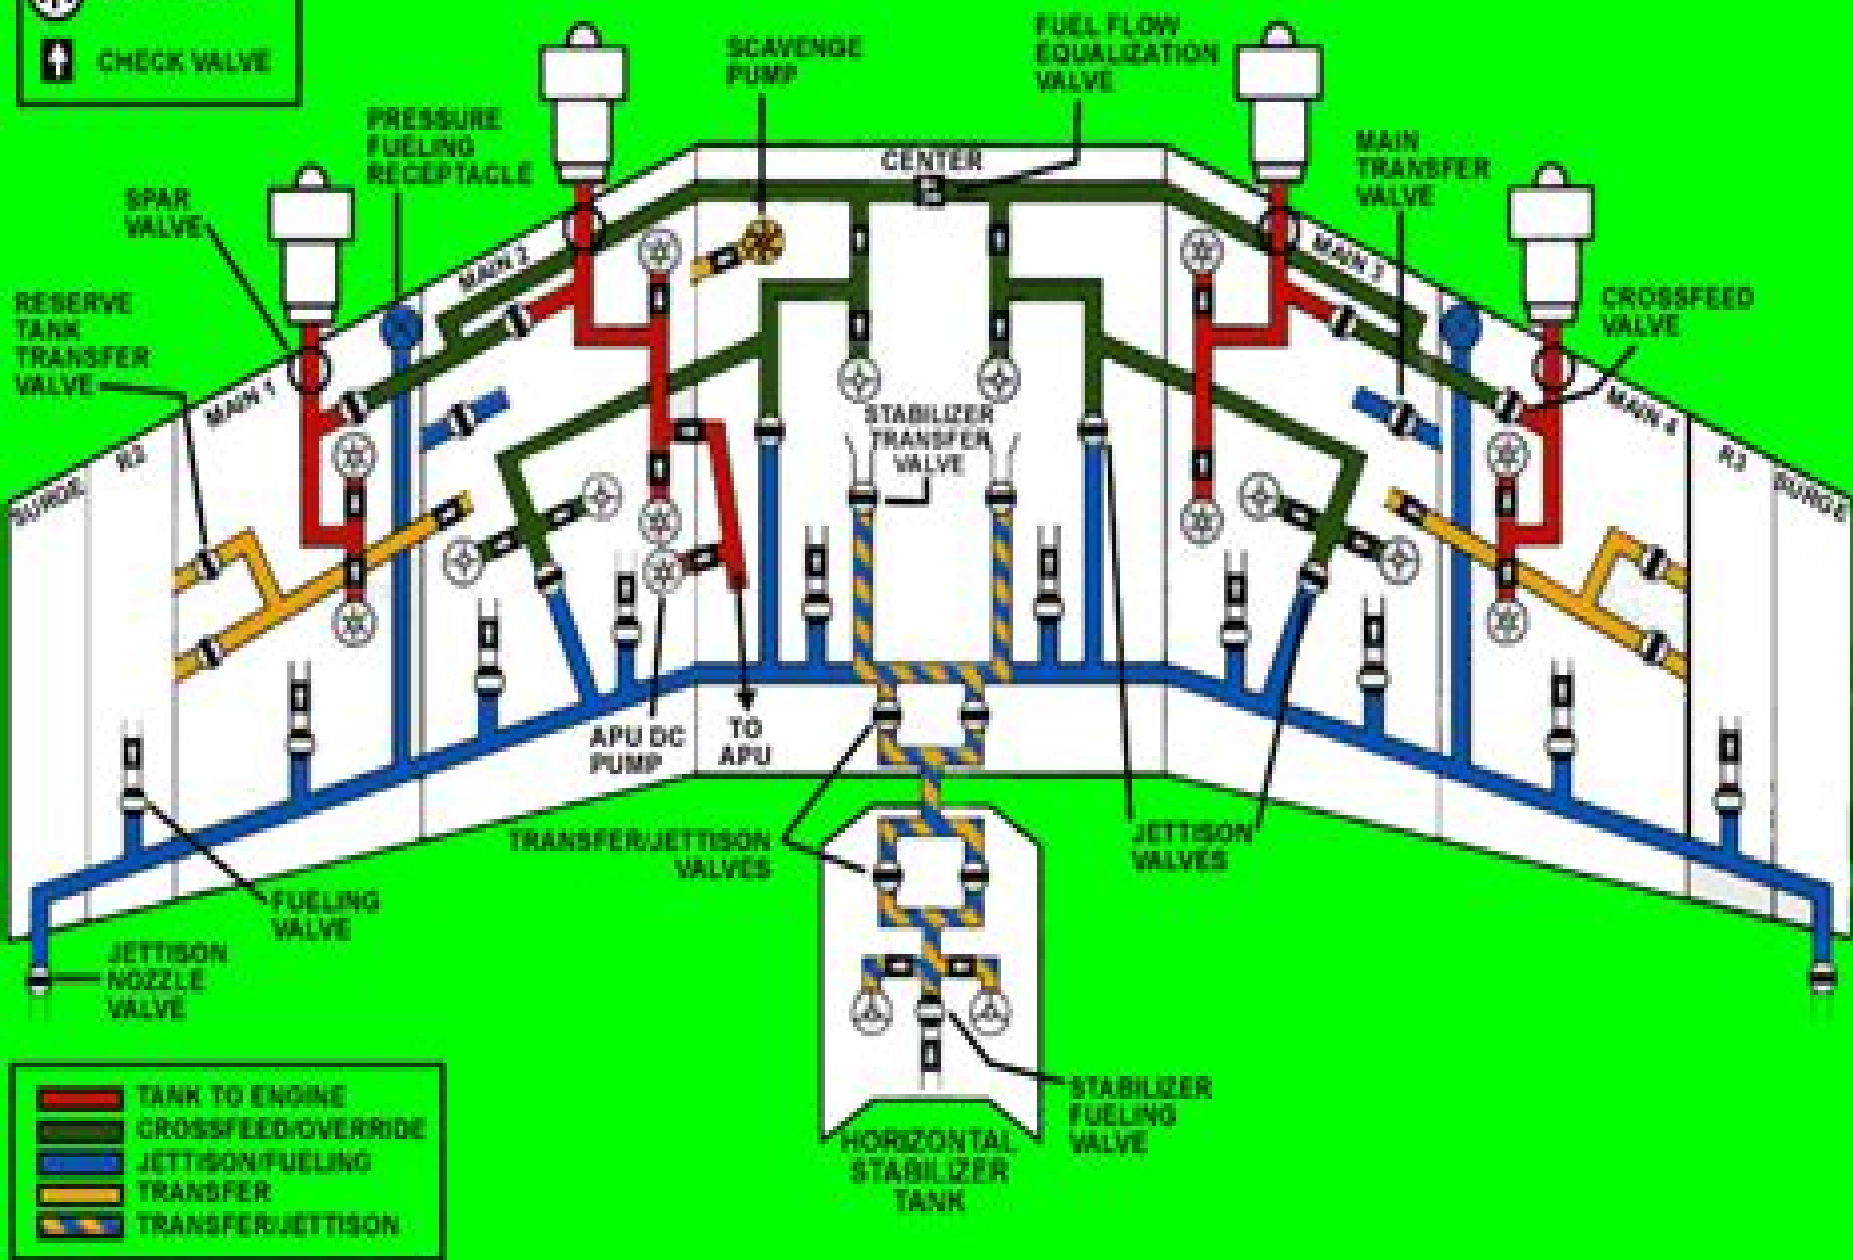 CHECK VALVE
SCAVENGE
PUMP
FUEL FLOW
EQUALIZATION
VALVE
PRESSURE
FUELING
RECEPTACLE
CENTER
MAIN
TRANSFER
VALVE
SPAR
VALVE
MAIN 2
MAIN 3
RESERVE
TANK
TRANSFER
VALVE
CROSSFEED
VALVE
MAIN 1
MAIN 4
STABILIZER
TRANSFER
VALVE
R2
R3
SURGE
SURGE
APU DC
PUMP
TO
APU
TRANSFER/JETTISON
VALVES
JETTISON
VALVES
FUELING
VALVE
JETTISON
NOZZLE
VALVE
STABILIZER
FUELING
VALVE
HORIZONTAL
STABILIZER
TANK
TANK TO ENGINE
CROSSFEED/OVERRIDE
JETTISON/FUELING
TRANSFER
TRANSFER/JETTISON